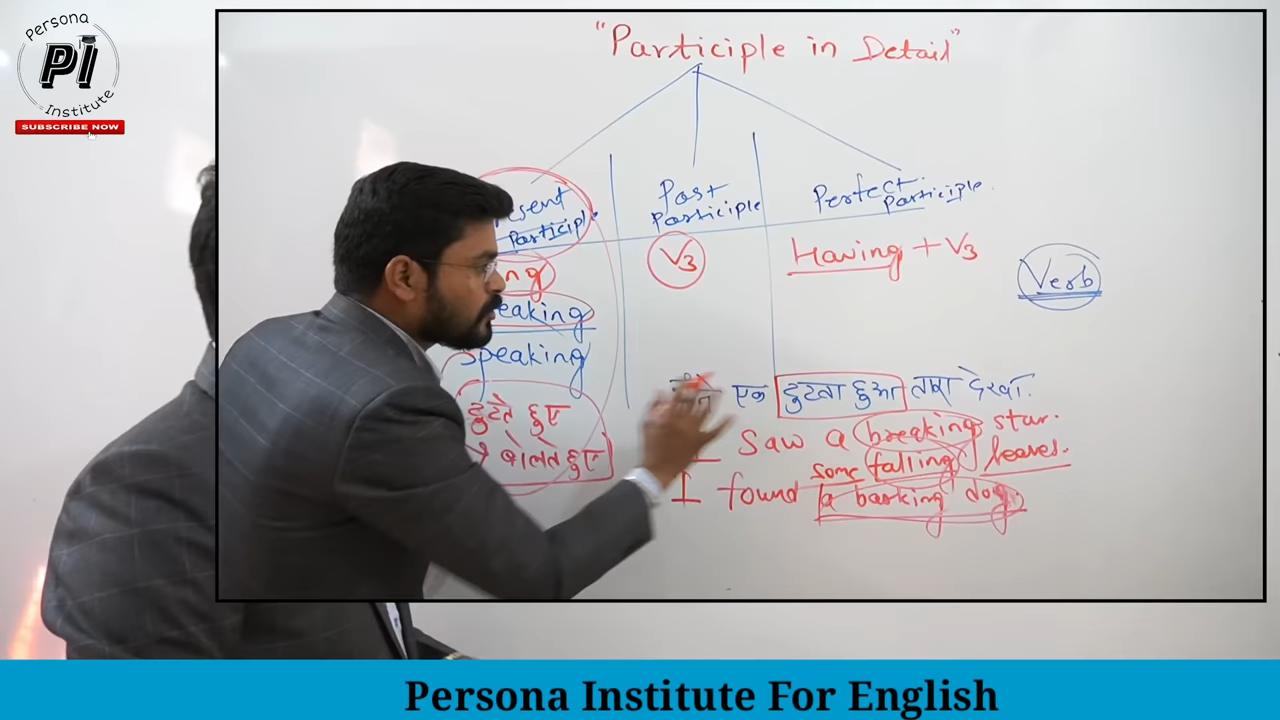 Persona
PI
Institute
SUBSCRIBE NOW
"Participle in Detail"
Participle
Past
Participle
Perfect
Participle
V3
Having + V3
Verb
eaking
speaking
टुटते हुए
बोलेते हुए
एक टुटता हुआ तारा देखा.
saw a breaking star.
some falling leaves.
I found a barking dog.
Persona Institute For English